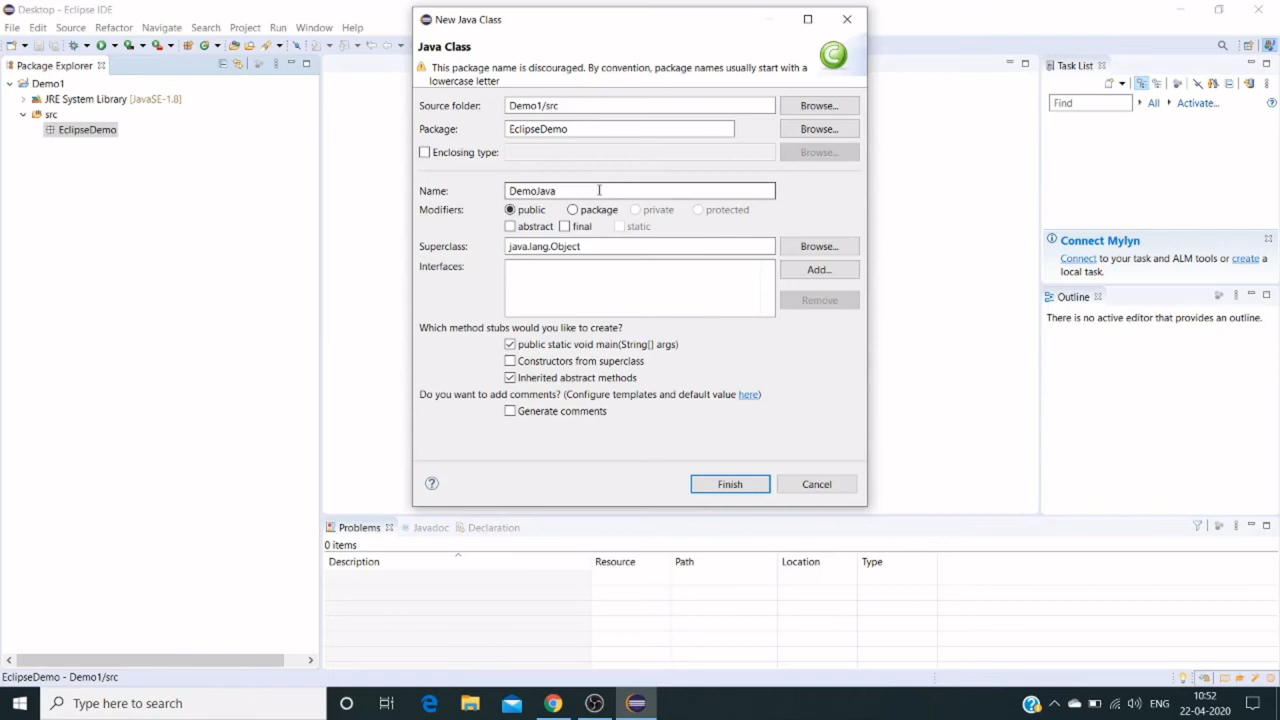 Desktop - Eclipse IDE
File Edit Source Refactor Navigate Search Project Run Window Help
Package Explorer
Demo1
JRE System Library [JavaSE-1.8]
src
EclipseDemo
New Java Class
Java Class
This package name is discouraged. By convention, package names usually start with a
lowercase letter
Source folder: Demo1/src Browse...
Package: EclipseDemo Browse...
Enclosing type: Browse...
Name: DemoJava
Modifiers: public package private protected
abstract final static
Superclass: java.lang.Object Browse...
Interfaces: Add...
Remove
Which method stubs would you like to create?
public static void main(String[] args)
Constructors from superclass
Inherited abstract methods
Do you want to add comments? (Configure templates and default value here)
Generate comments
Finish Cancel
Task List
Find All Activate...
Connect Mylyn
Connect to your task and ALM tools or create a
local task.
Outline
There is no active editor that provides an outline.
Problems Javadoc Declaration
0 items
Description Resource Path Location Type
EclipseDemo - Demo1/src
Type here to search
ENG
10:52
22-04-2020